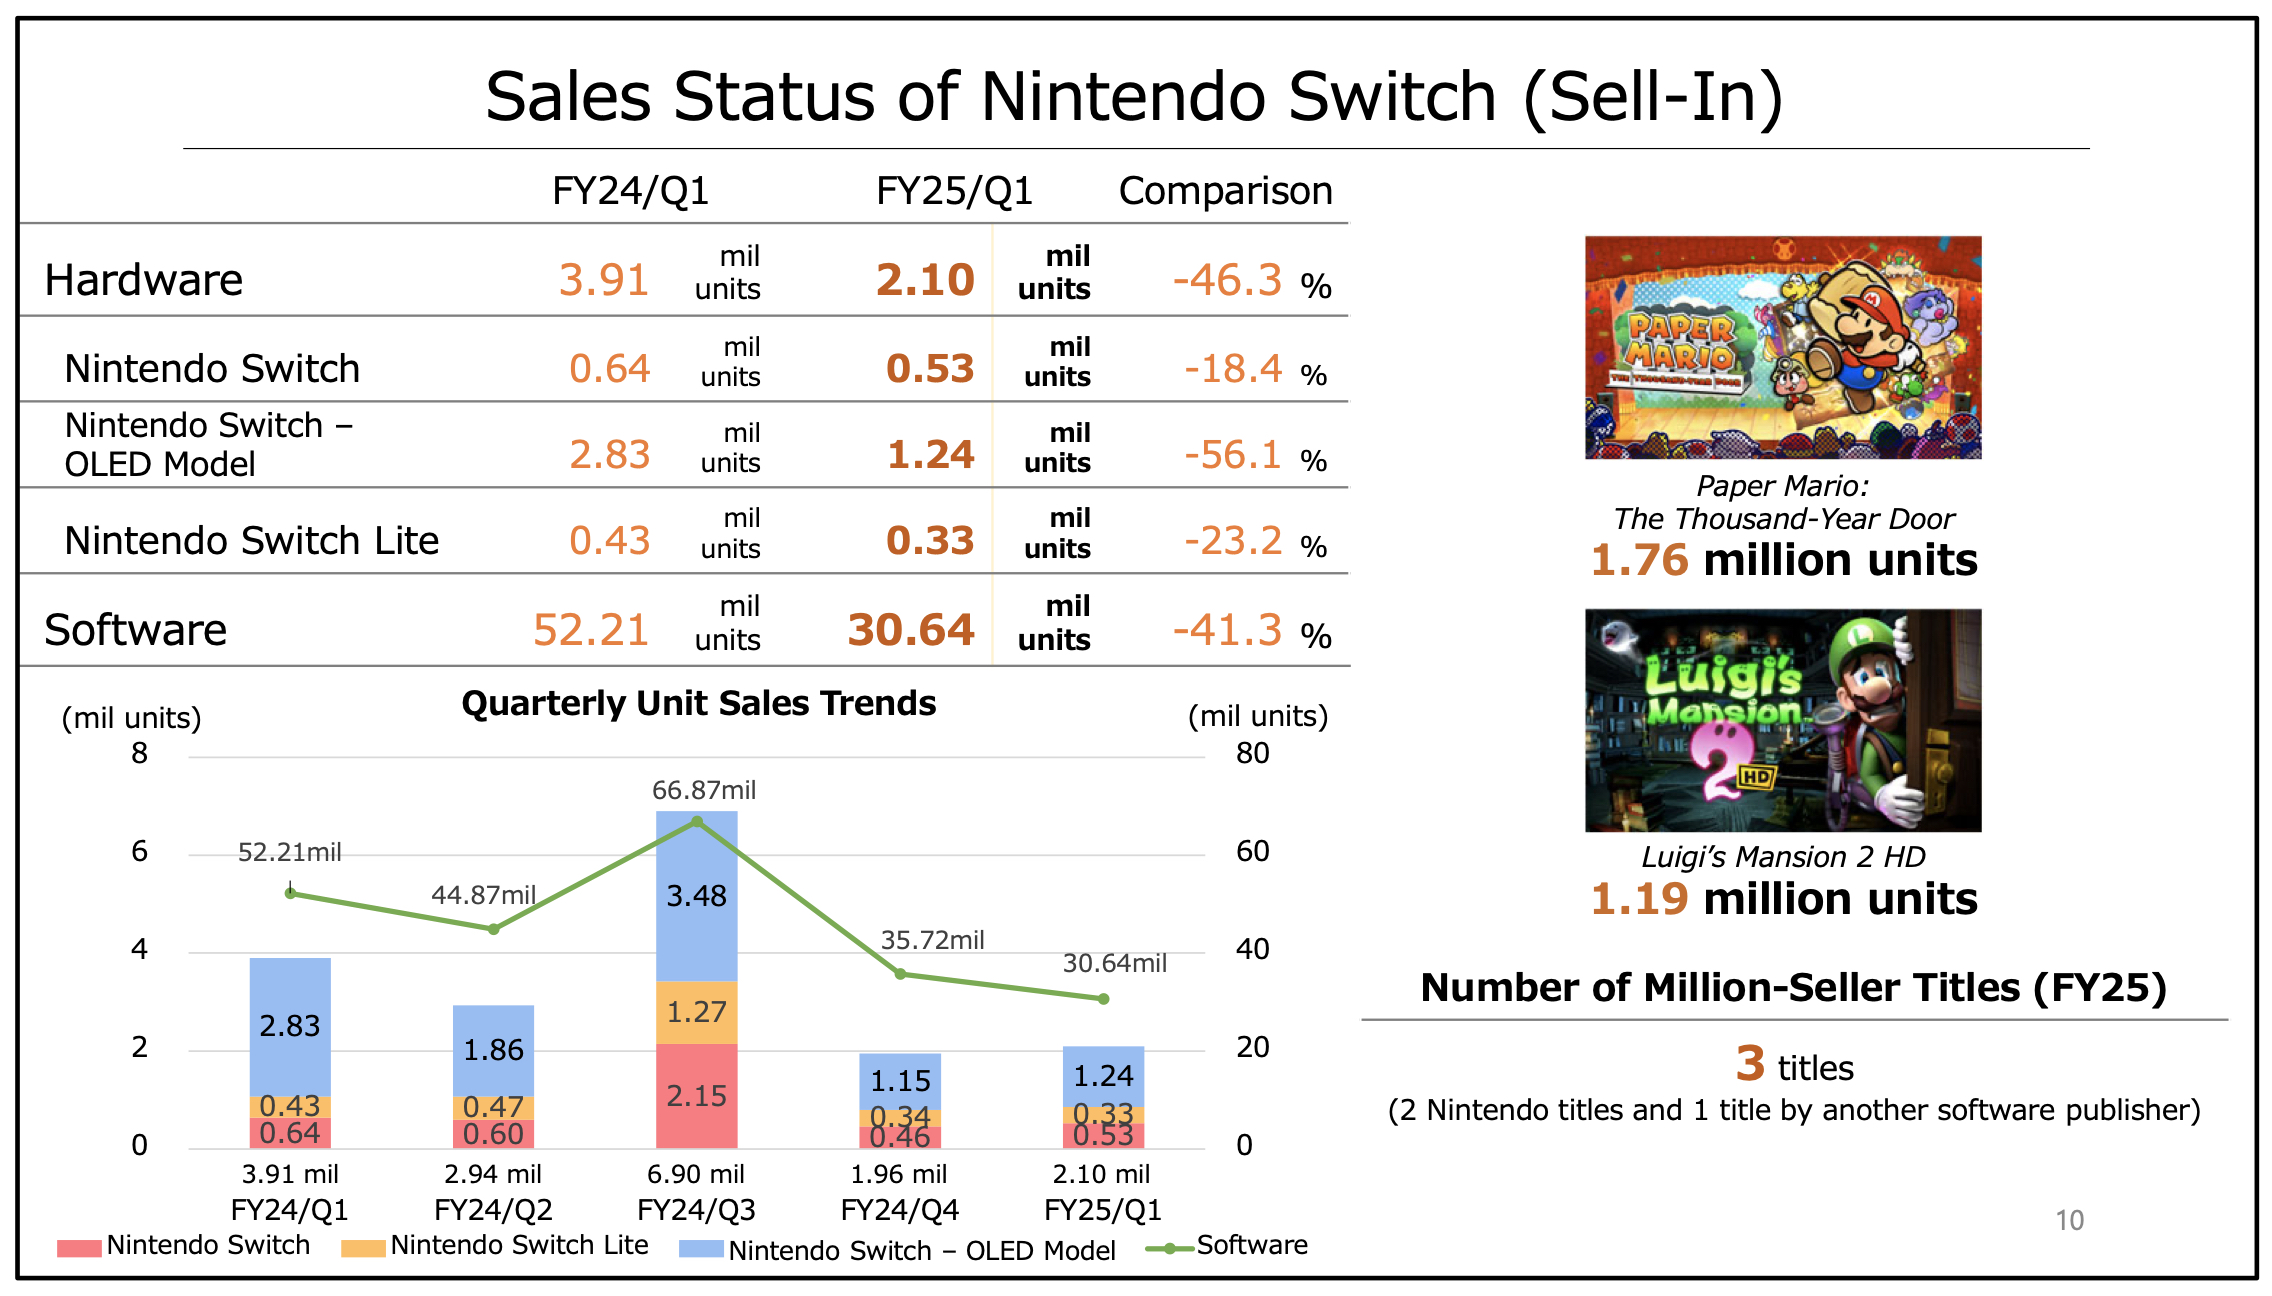 Sales Status of Nintendo Switch (Sell-In)
FY24/Q1 FY25/Q1 Comparison
Hardware 3.91 mil units 2.10 mil units -46.3 %
Nintendo Switch 0.64 mil units 0.53 mil units -18.4 %
Nintendo Switch –
OLED Model 2.83 mil units 1.24 mil units -56.1 %
Nintendo Switch Lite 0.43 mil units 0.33 mil units -23.2 %
Software 52.21 mil units 30.64 mil units -41.3 %
Quarterly Unit Sales Trends
(mil units) (mil units)
8 80
6 60
4 40
2 20
0 0
52.21mil 44.87mil 66.87mil 35.72mil 30.64mil
2.83 1.86 3.48 1.15 1.24
0.43 0.47 1.27 0.34 0.33
0.64 0.60 2.15 0.46 0.53
3.91 mil 2.94 mil 6.90 mil 1.96 mil 2.10 mil
FY24/Q1 FY24/Q2 FY24/Q3 FY24/Q4 FY25/Q1
Nintendo Switch Nintendo Switch Lite Nintendo Switch – OLED Model Software
PAPER
MARIO
THE THOUSAND-YEAR DOOR
Paper Mario:
The Thousand-Year Door
1.76 million units
Luigi's
Mansion
2 HD
Luigi’s Mansion 2 HD
1.19 million units
Number of Million-Seller Titles (FY25)
3 titles
(2 Nintendo titles and 1 title by another software publisher)
10